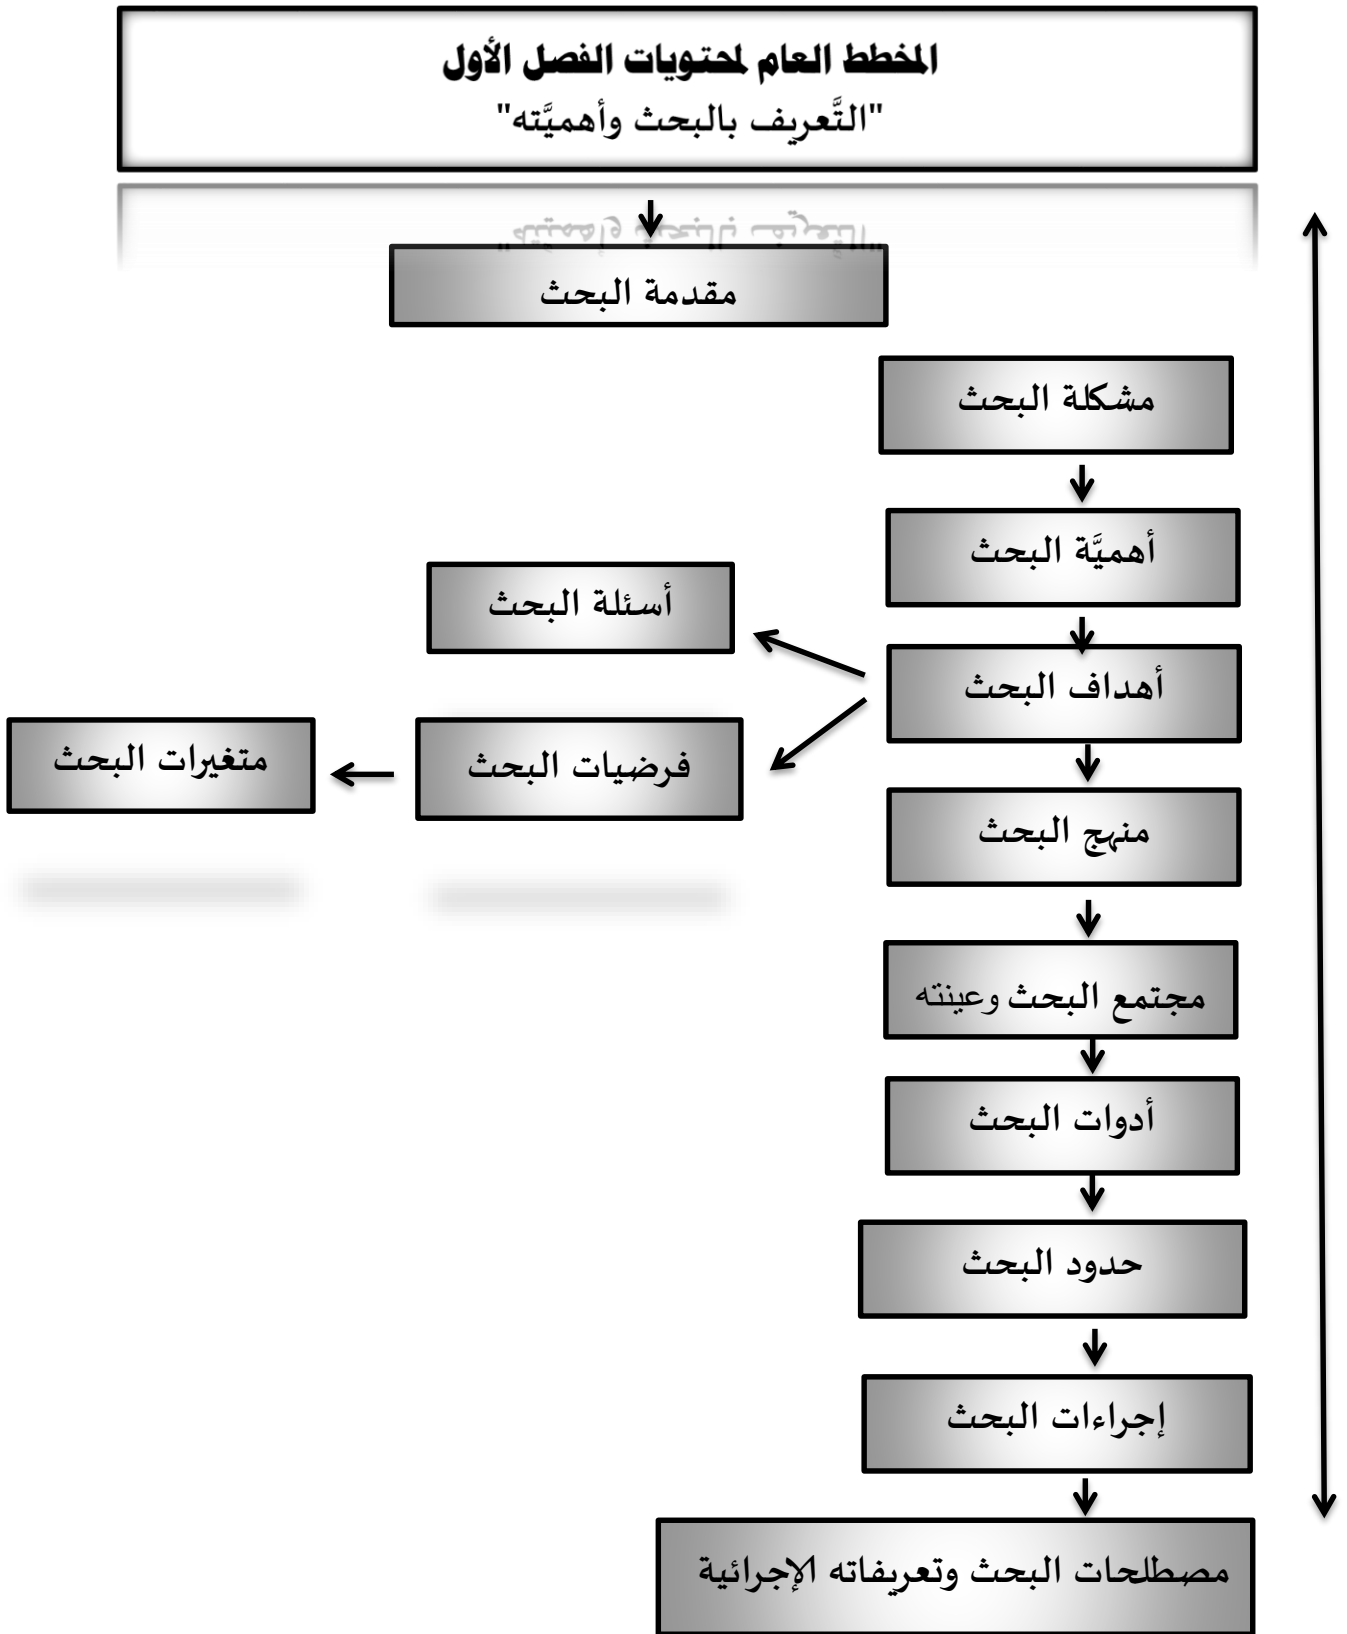 المخطط العام لمحتويات الفصل الأول
"التَّعريف بالبحث وأهميَّته"
مقدمة البحث
مشكلة البحث
أهميَّة البحث
أهداف البحث
أسئلة البحث
فرضيات البحث
متغيرات البحث
منهج البحث
مجتمع البحث وعينته
أدوات البحث
حدود البحث
إجراءات البحث
مصطلحات البحث وتعريفاته الإجرائية